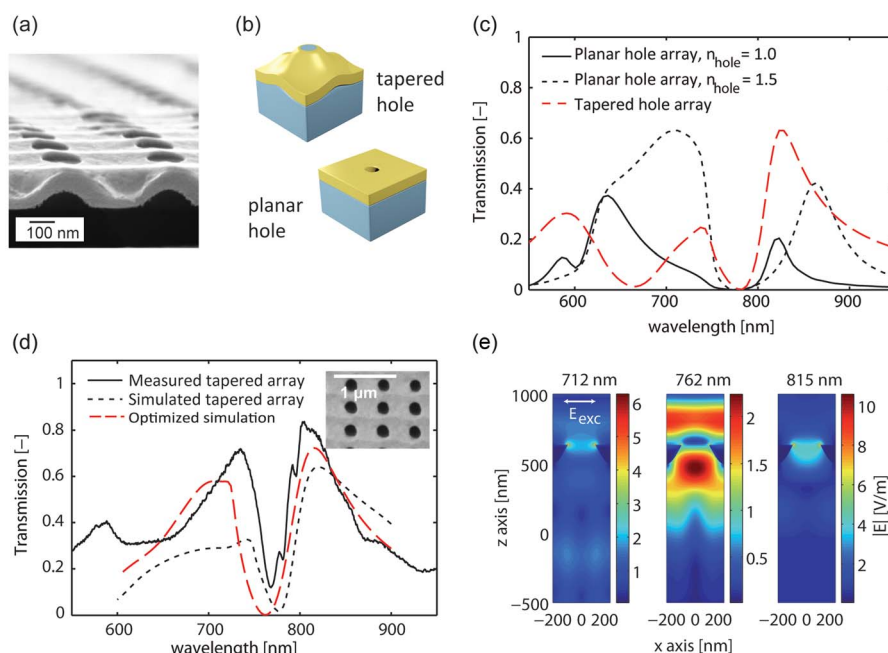 (a)
100 nm
(b)
tapered
hole
planar
hole
(c)
1
0.8
0.6
0.4
0.2
0
Transmission [–]
Planar hole array, nhole = 1.0
Planar hole array, nhole = 1.5
Tapered hole array
600 700 800 900
wavelength [nm]
(d)
1
0.8
0.6
0.4
0.2
0
Transmission [–]
Measured tapered array
Simulated tapered array
Optimized simulation
1 μm
600 700 800 900
wavelength [nm]
(e)
712 nm 762 nm 815 nm
Eexc
1000
500
0
−500
z axis [nm]
6
5
4
3
2
1
2
1.5
1
0.5
10
8
6
4
2
|E| [V/m]
−200 0 200 −200 0 200 −200 0 200
x axis [nm]